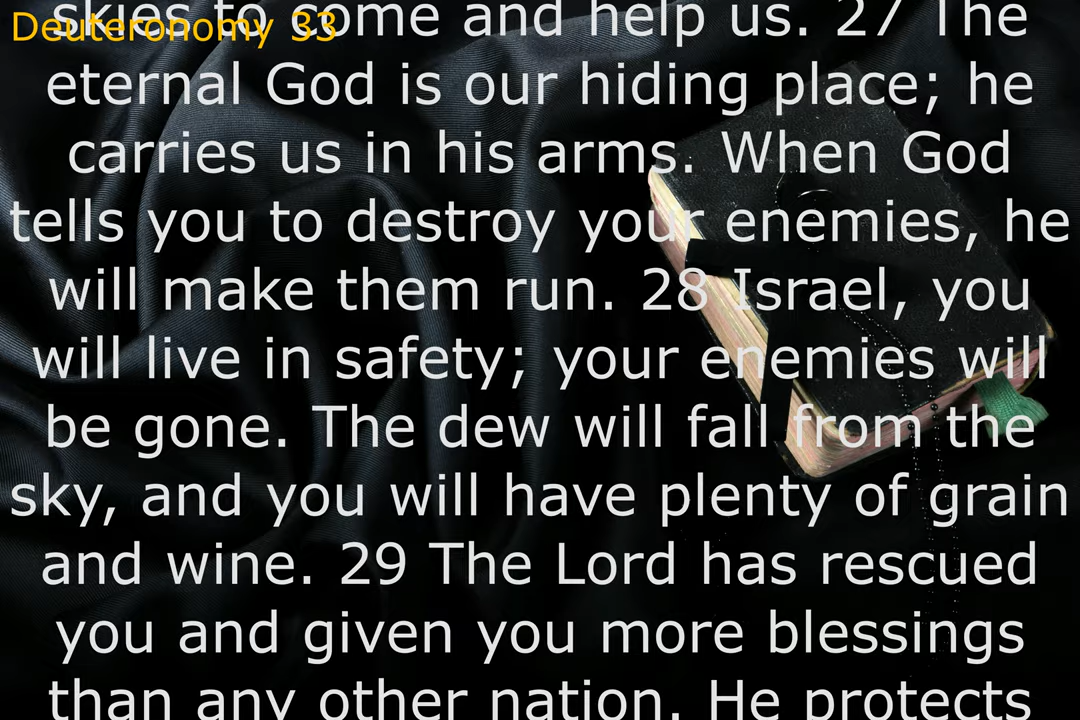 Deuteronomy 33
skies to come and help us. 27 The
eternal God is our hiding place; he
carries us in his arms. When God
tells you to destroy your enemies, he
will make them run. 28 Israel, you
will live in safety; your enemies will
be gone. The dew will fall from the
sky, and you will have plenty of grain
and wine. 29 The Lord has rescued
you and given you more blessings
than any other nation. He protects